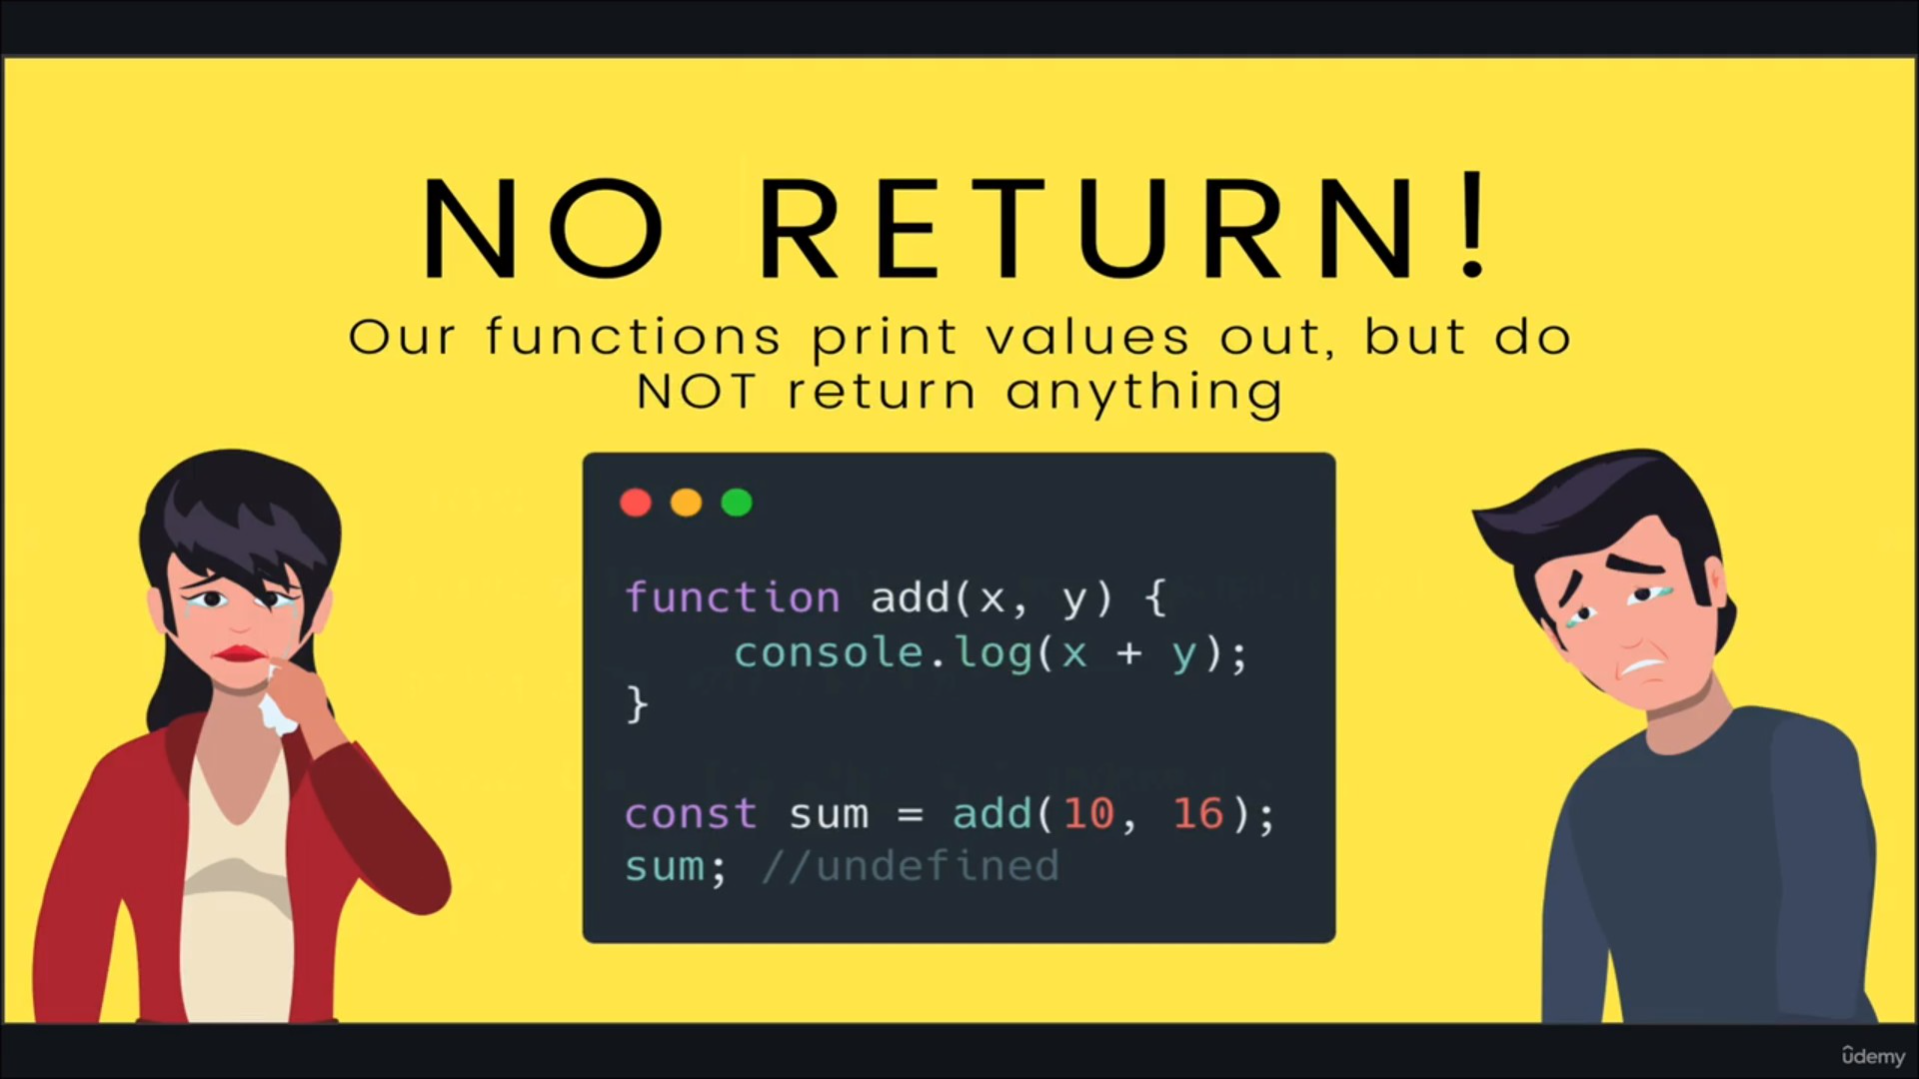 NO RETURN!
Our functions print values out, but do
NOT return anything
function add(x, y) {
    console.log(x + y);
}
const sum = add(10, 16);
sum; //undefined
ûdemy